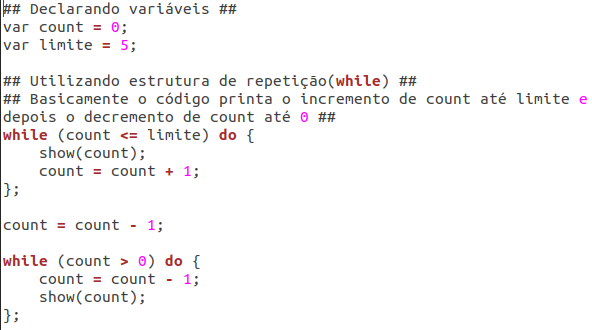 ## Declarando variáveis ##
var count = 0;
var limite = 5;

## Utilizando estrutura de repetição(while) ##
## Basicamente o código printa o incremento de count até limite e
depois o decremento de count até 0 ##
while (count <= limite) do {
    show(count);
    count = count + 1;
};

count = count - 1;

while (count > 0) do {
    count = count - 1;
    show(count);
};